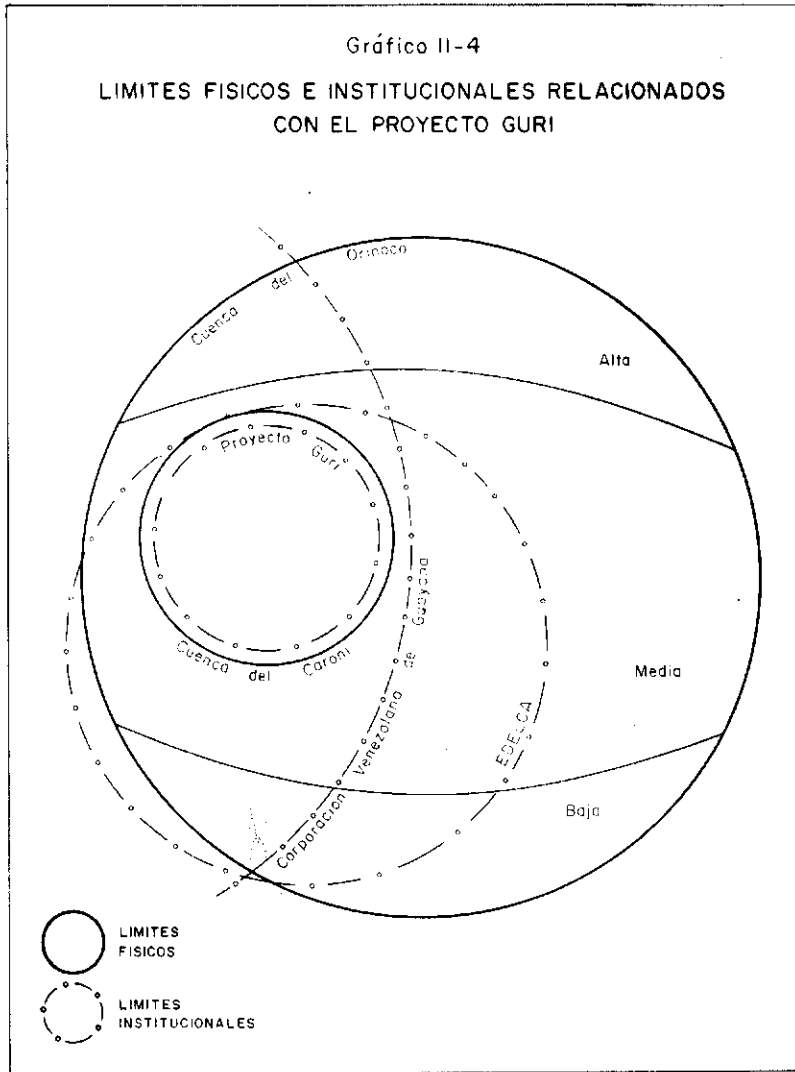 Gráfico II-4
LIMITES FISICOS E INSTITUCIONALES RELACIONADOS
CON EL PROYECTO GURI
Cuenca del Orinoco
Alta
Proyecto Guri
Cuenca del Caroni
Corporacion Venezolana de Guayana
EDELCA
Media
Baja
LIMITES
FISICOS
LIMITES
INSTITUCIONALES